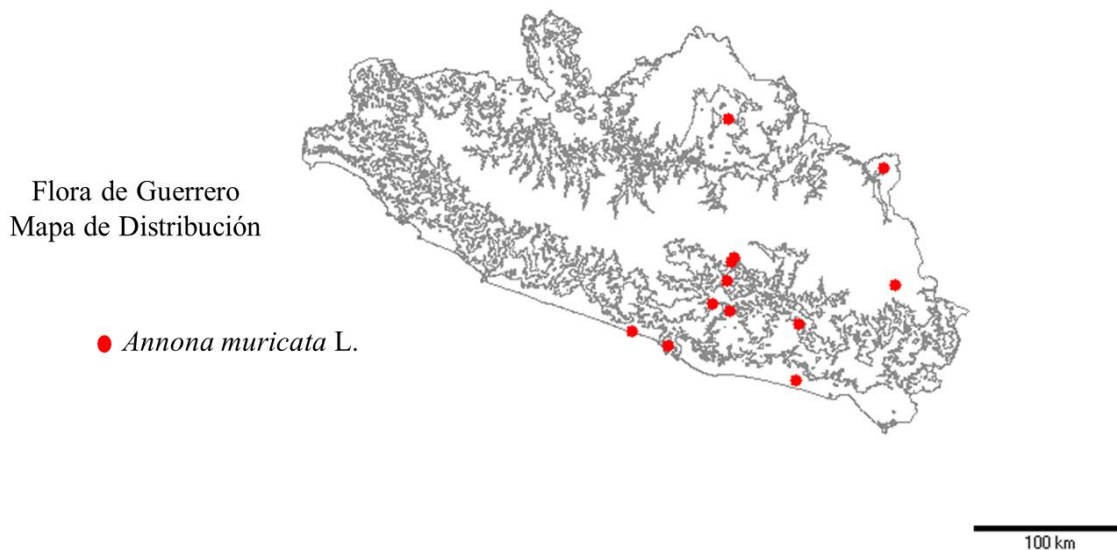 Flora de Guerrero
Mapa de Distribución
Annona muricata L.
100 km